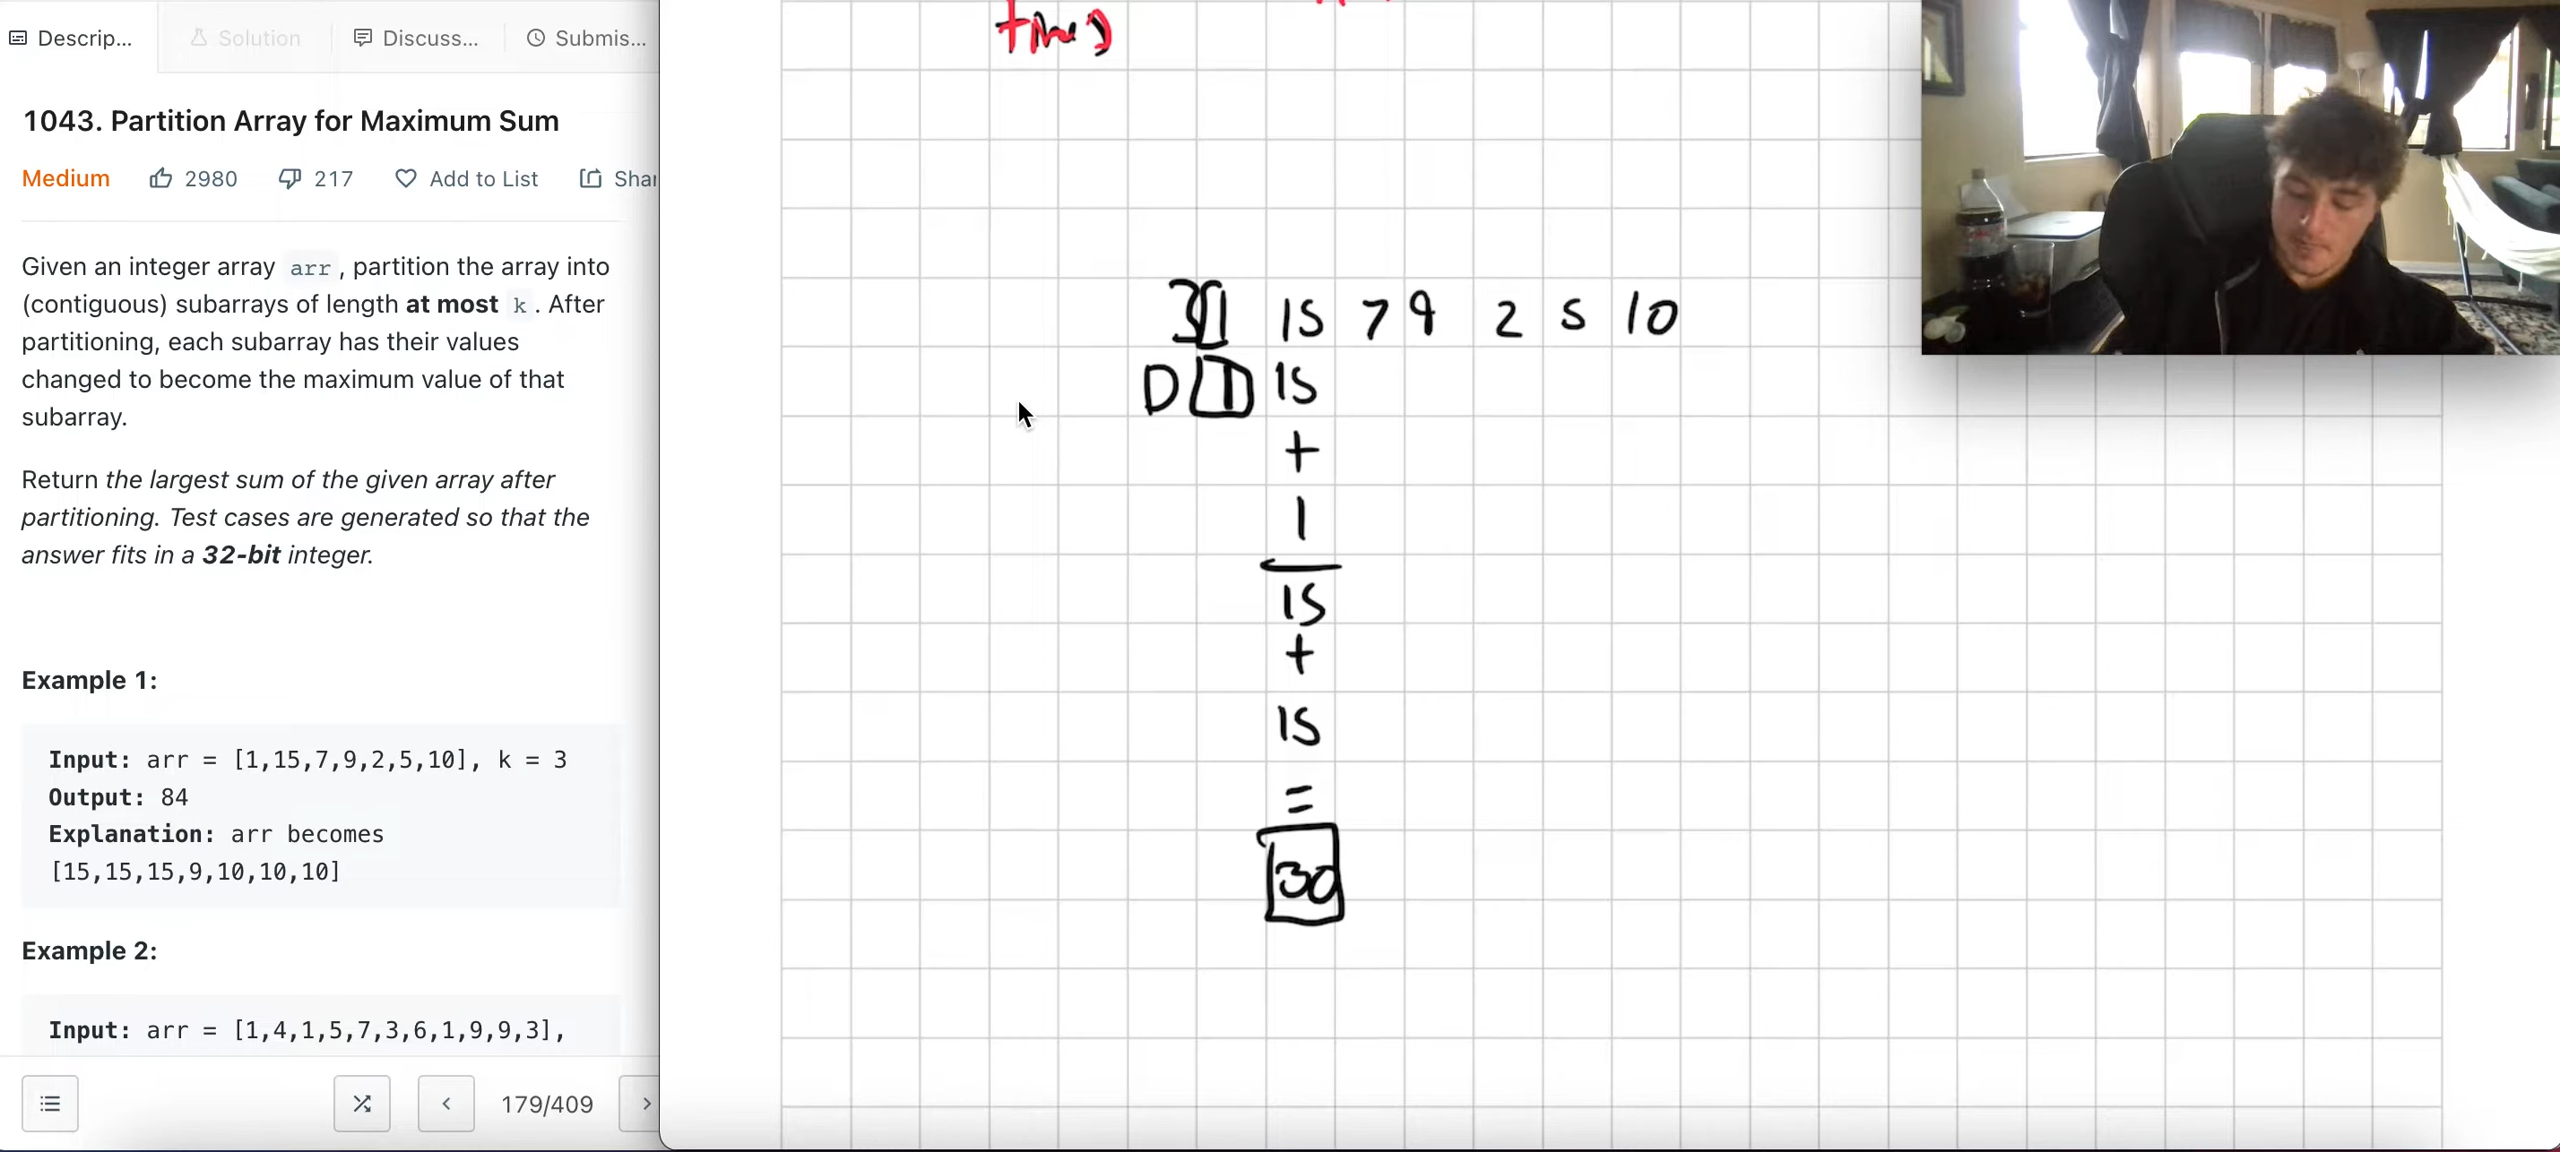 Descrip...
Solution
Discuss...
Submis...
1043. Partition Array for Maximum Sum
Medium 2980 217 Add to List Shar
Given an integer array arr , partition the array into
(contiguous) subarrays of length at most k . After
partitioning, each subarray has their values
changed to become the maximum value of that
subarray.
Return the largest sum of the given array after
partitioning. Test cases are generated so that the
answer fits in a 32-bit integer.
Example 1:
Input: arr = [1,15,7,9,2,5,10], k = 3
Output: 84
Explanation: arr becomes
[15,15,15,9,10,10,10]
Example 2:
Input: arr = [1,4,1,5,7,3,6,1,9,9,3],
179/409
15 7 9 2 5 10
D 15
+
1
15
+
15
=
30